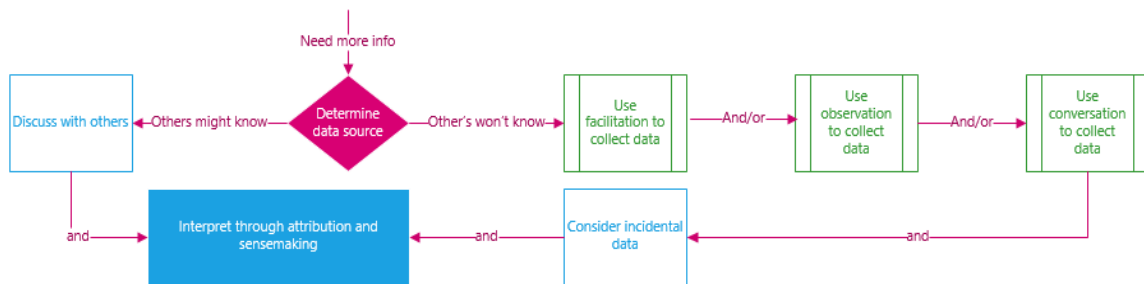 Need more info
Discuss with others
Others might know
Determine
data source
Other's won't know
Use
facilitation to
collect data
And/or
Use
observation
to collect
data
And/or
Use
conversation
to collect
data
and
Interpret through attribution and
sensemaking
and
Consider incidental
data
and